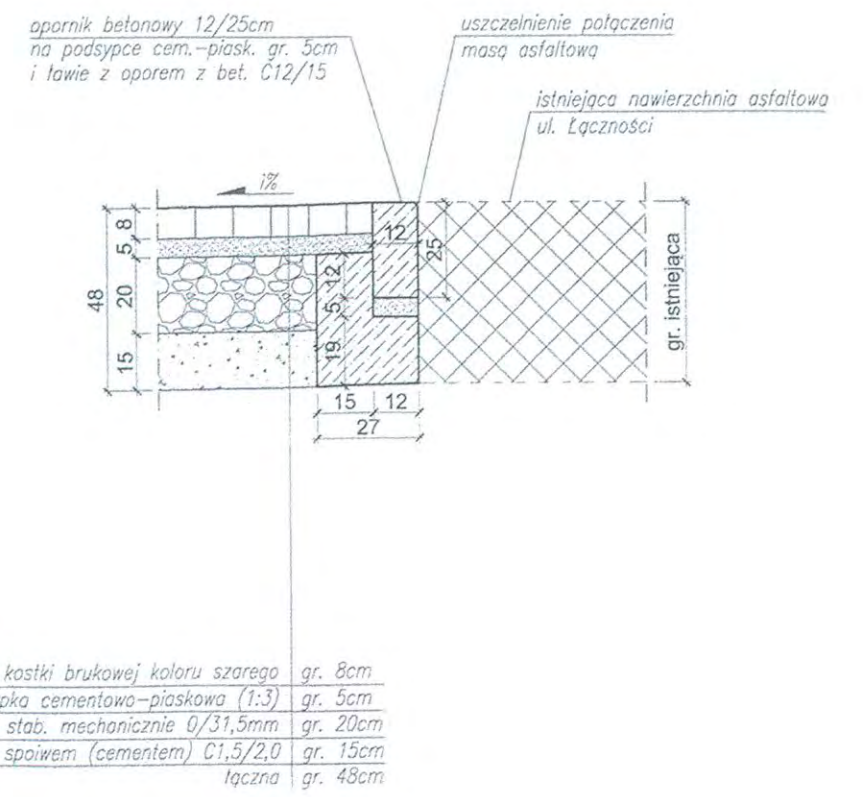 opornik betonowy 12/25cm
na podsypce cem.-piask. gr. 5cm
i ławie z oporem z bet. C12/15
uszczelnienie połączenia
masą asfaltową
istniejąca nawierzchnia asfaltowa
ul. Łączności
i%
48
8
5
20
15
12
25
12
5
19
15
12
27
gr. istniejąca
kostki brukowej koloru szarego gr. 8cm
pka cementowo-piaskowa (1:3) gr. 5cm
stab. mechanicznie 0/31,5mm gr. 20cm
spoiwem (cementem) C1,5/2,0 gr. 15cm
łączna gr. 48cm